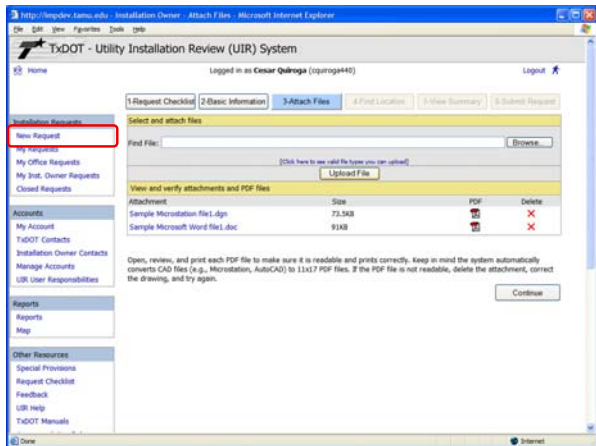 http://impdev.tamu.edu - Installation Owner - Attach Files - Microsoft Internet Explorer
File Edit View Favorites Tools Help
TxDOT - Utility Installation Review (UIR) System
Home
Logged in as Cesar Quiroga (cquiroga440)
Logout
1-Request Checklist
2-Basic Information
3-Attach Files
4-Find Location
5-View Summary
6-Submit Request
Installation Requests
New Request
My Requests
My Office Requests
My Inst. Owner Requests
Closed Requests
Accounts
My Account
TxDOT Contacts
Installation Owner Contacts
Manage Accounts
UIR User Responsibilities
Reports
Reports
Map
Other Resources
Special Provisions
Request Checklist
Feedback
UIR Help
TxDOT Manuals
Select and attach files
Find File:
Browse...
[Click here to see valid file types you can upload]
Upload File
View and verify attachments and PDF files
Attachment Size PDF Delete
Sample Microstation file1.dgn 73.5KB
Sample Microsoft Word file1.doc 91KB
Open, review, and print each PDF file to make sure it is readable and prints correctly. Keep in mind the system automatically
converts CAD files (e.g., Microstation, AutoCAD) to 11x17 PDF files. If the PDF file is not readable, delete the attachment, correct
the drawing, and try again.
Continue
Done
Internet